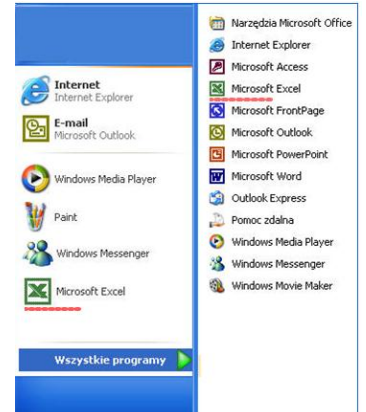 Internet
Internet Explorer
E-mail
Microsoft Outlook
Windows Media Player
Paint
Windows Messenger
Microsoft Excel
Wszystkie programy
Narzędzia Microsoft Office
Internet Explorer
Microsoft Access
Microsoft Excel
Microsoft FrontPage
Microsoft Outlook
Microsoft PowerPoint
Microsoft Word
Outlook Express
Pomoc zdalna
Windows Media Player
Windows Messenger
Windows Movie Maker